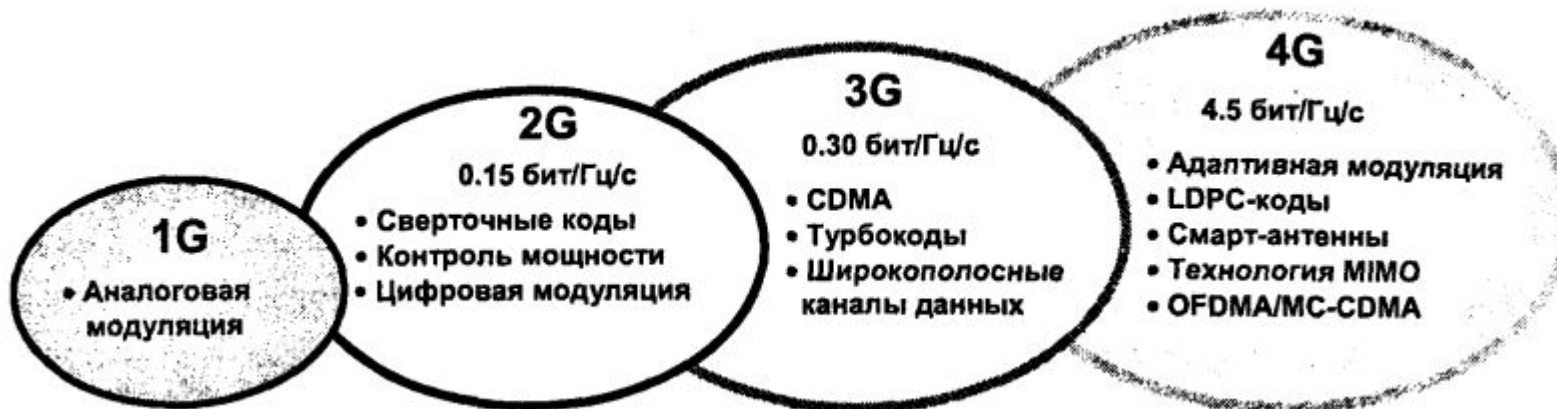 1G
• Аналоговая
модуляция
2G
0.15 бит/Гц/с
• Сверточные коды
• Контроль мощности
• Цифровая модуляция
3G
0.30 бит/Гц/с
• CDMA
• Турбокоды
• Широкополосные
каналы данных
4G
4.5 бит/Гц/с
• Адаптивная модуляция
• LDPC-коды
• Смарт-антенны
• Технология MIMO
• OFDMA/MC-CDMA